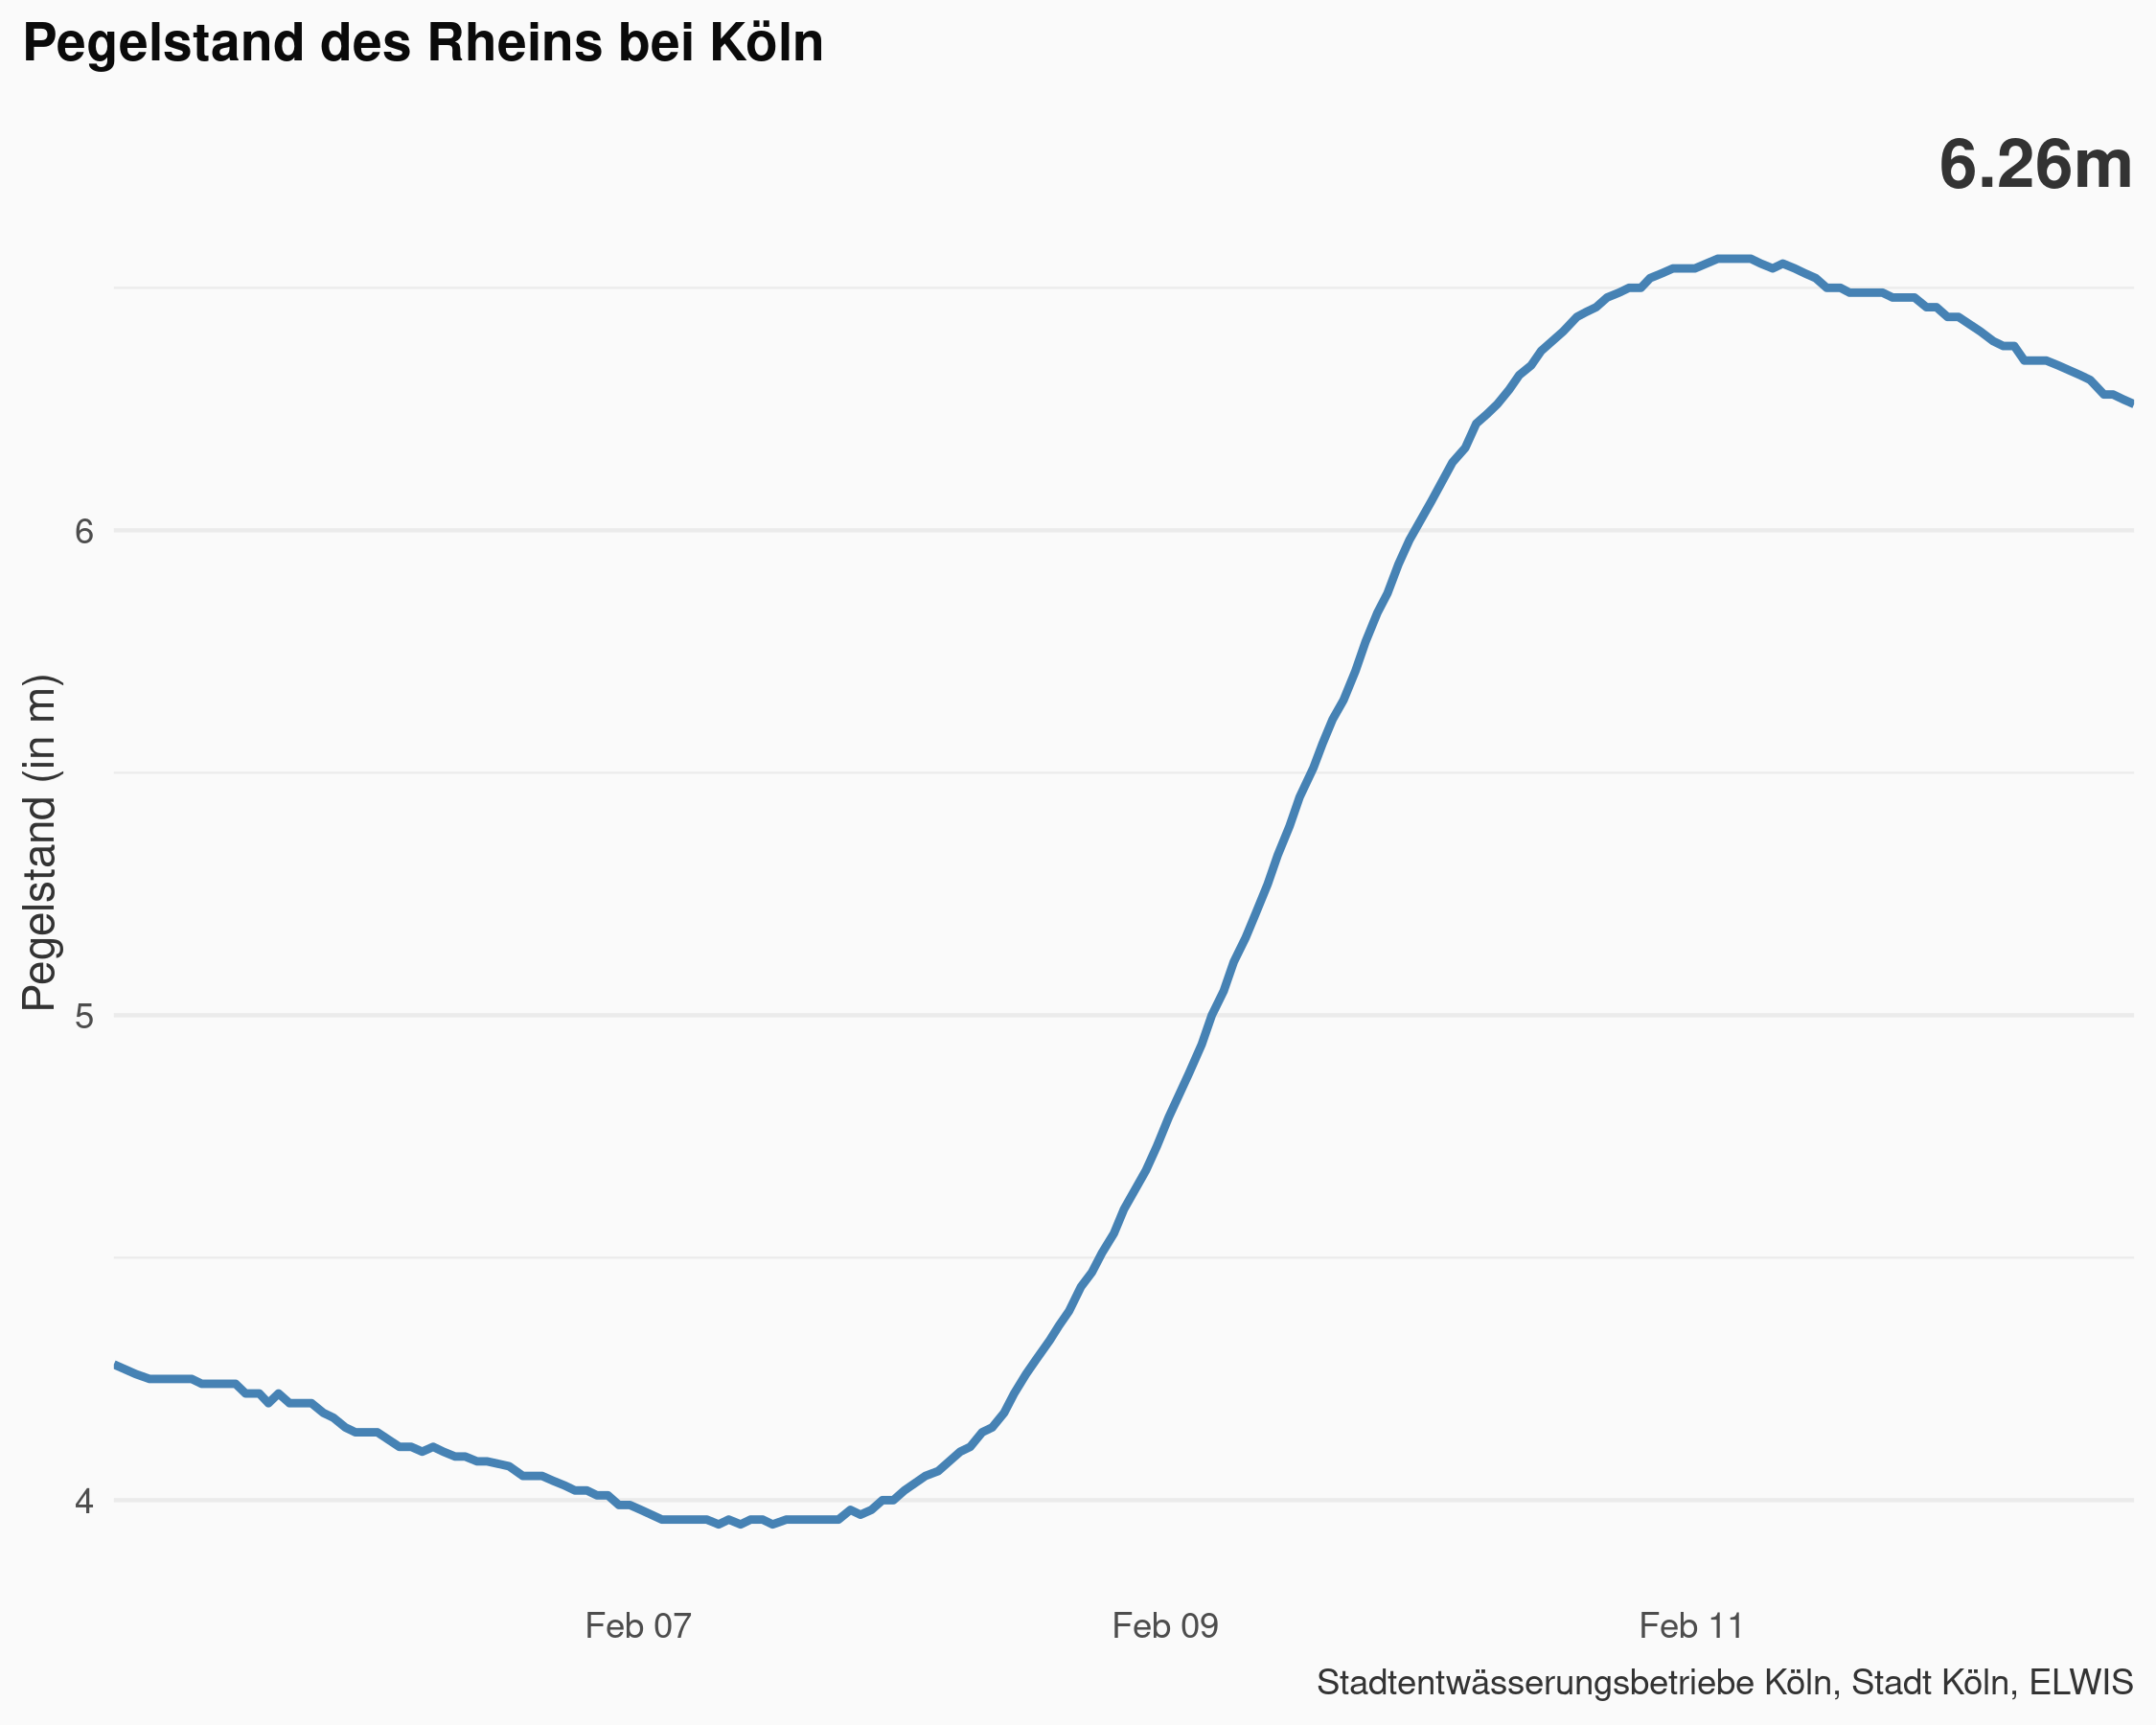 Pegelstand des Rheins bei Köln
6.26m
Pegelstand (in m)
6
5
4
Feb 07
Feb 09
Feb 11
Stadtentwässerungsbetriebe Köln, Stadt Köln, ELWIS